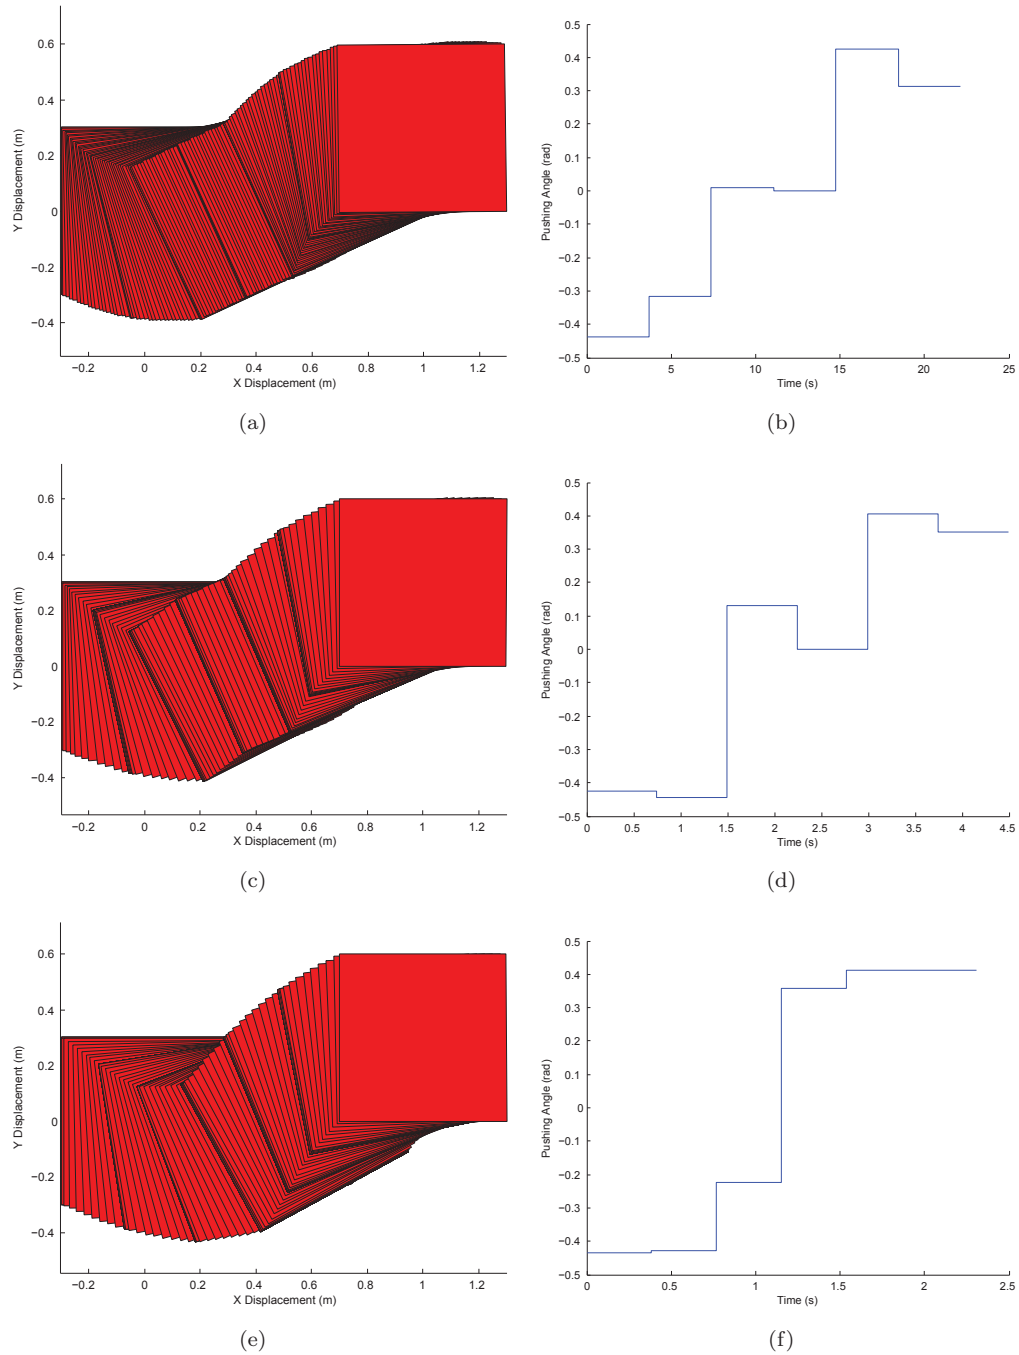 0.6
0.4
0.2
0
−0.2
−0.4
Y Displacement (m)
−0.2 0 0.2 0.4 0.6 0.8 1 1.2
X Displacement (m)
(a)
0.5
0.4
0.3
0.2
0.1
0
−0.1
−0.2
−0.3
−0.4
−0.5
Pushing Angle (rad)
0 5 10 15 20 25
Time (s)
(b)
0.6
0.4
0.2
0
−0.2
−0.4
Y Displacement (m)
−0.2 0 0.2 0.4 0.6 0.8 1 1.2
X Displacement (m)
(c)
0.5
0.4
0.3
0.2
0.1
0
−0.1
−0.2
−0.3
−0.4
−0.5
Pushing Angle (rad)
0 0.5 1 1.5 2 2.5 3 3.5 4 4.5
Time (s)
(d)
0.6
0.4
0.2
0
−0.2
−0.4
Y Displacement (m)
−0.2 0 0.2 0.4 0.6 0.8 1 1.2
X Displacement (m)
(e)
0.5
0.4
0.3
0.2
0.1
0
−0.1
−0.2
−0.3
−0.4
−0.5
Pushing Angle (rad)
0 0.5 1 1.5 2 2.5
Time (s)
(f)